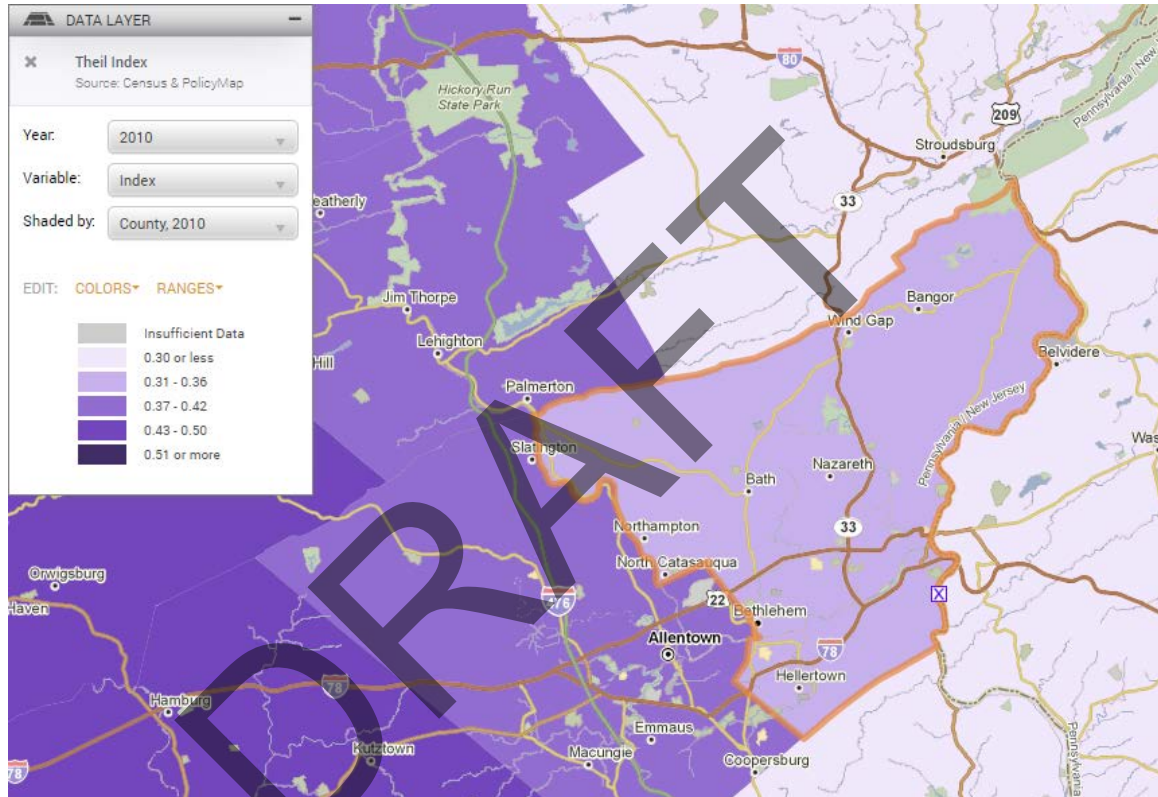 DATA LAYER
Theil Index
Source: Census & PolicyMap
Year:
2010
Variable:
Index
Shaded by:
County, 2010
EDIT: COLORS RANGES
Insufficient Data
0.30 or less
0.31 - 0.36
0.37 - 0.42
0.43 - 0.50
0.51 or more
80
Hickory Run
State Park
209
Pennsylvania / New
Stroudsburg
eatherly
33
Jim Thorpe
Bangor
Wind Gap
Lehighton
Hill
Belvidere
Palmerton
Pennsylvania / New Jersey
Slatington
Nazareth
Was
Bath
Northampton
33
North Catasauqua
Orwigsburg
Haven
476
22
Bethlehem
Allentown
78
Hellertown
78
Hamburg
Emmaus
Kutztown
Macungie
Coopersburg
78
Pennsylv
DRAFT